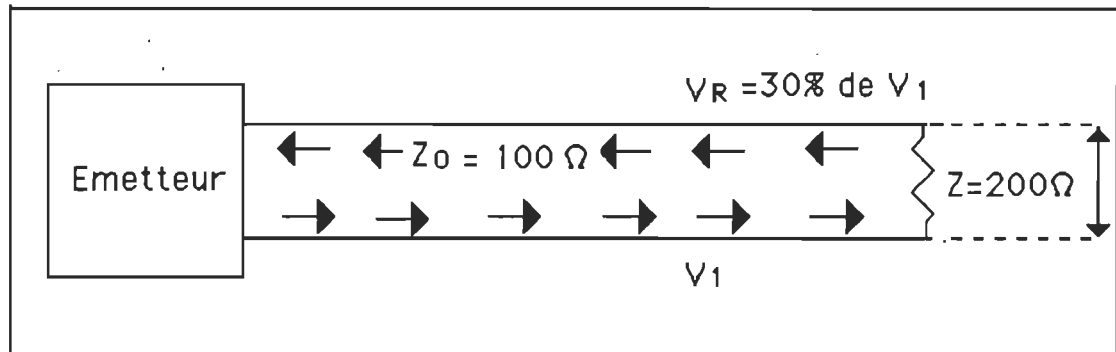 VR =30% de V1
Zo = 100 Ω
Emetteur
Z=200Ω
V1